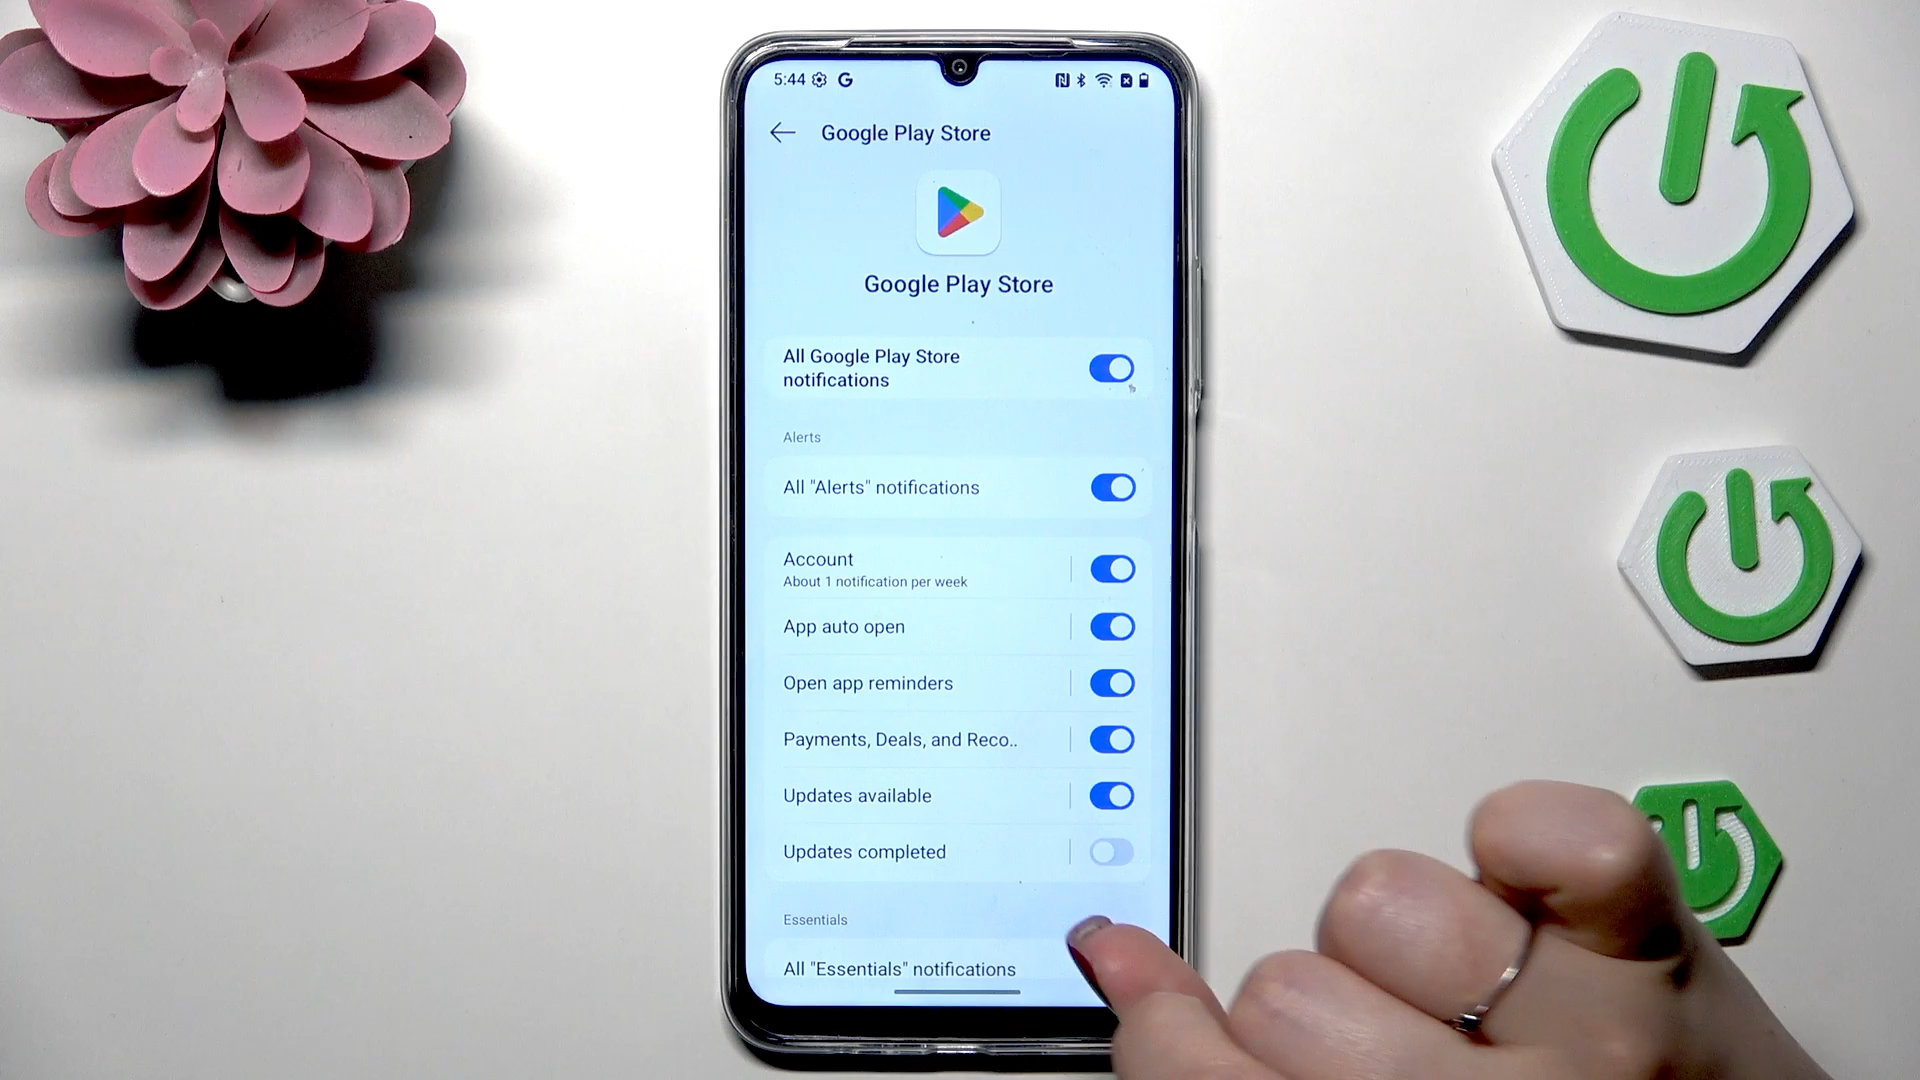 5:44
Google Play Store
Google Play Store
All Google Play Store
notifications
Alerts
All "Alerts" notifications
Account
About 1 notification per week
App auto open
Open app reminders
Payments, Deals, and Reco..
Updates available
Updates completed
Essentials
All "Essentials" notifications